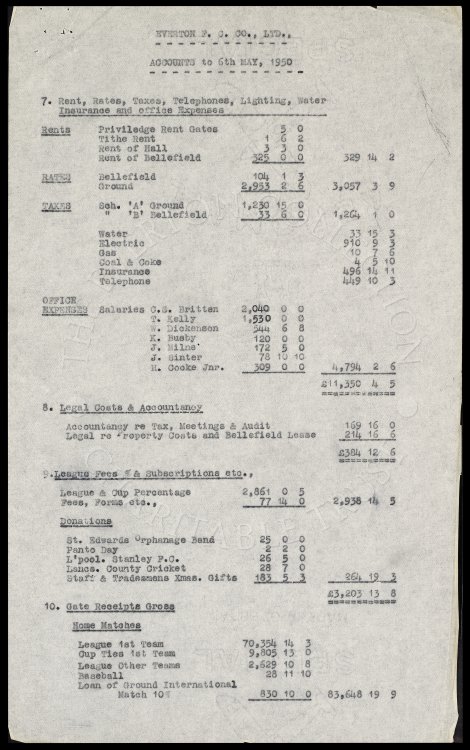 EVERTON F. C. CO., LTD.,
ACCOUNTS to 6th MAY, 1950
7. Rent, Rates, Taxes, Telephones, Lighting, Water
Insurance and office Expenses
Rents Priviledge Rent Gates 5 0
Tithe Rent 1 6 2
Rent of Hall 3 3 0
Rent of Bellefield 325 0 0 329 14 2
RATES Bellefield 104 1 3
Ground 2,953 2 6 3,057 3 9
TAXES Sch. 'A' Ground 1,230 15 0
" 'B' Bellefield 33 6 0 1,264 1 0
Water 33 15 3
Electric 910 9 3
Gas 10 7 6
Coal & Coke 4 5 10
Insurance 496 14 11
Telephone 449 10 3
OFFICE
EXPENSES Salaries C.E. Britten 2,040 0 0
T. Kelly 1,530 0 0
W. Dickenson 544 6 8
K. Busby 120 0 0
J. Milne 172 5 0
J. Sinter 78 10 10
H. Cooke Jnr. 309 0 0 4,794 2 6
£11,350 4 5
8. Legal Costs & Accountancy
Accountancy re Tax, Meetings & Audit 169 16 0
Legal re Property Costs and Bellefield Lease 214 16 6
£384 12 6
9. League Fees % & Subscriptions etc.,
League & Cup Percentage 2,861 0 5
Fees, Forms etc., 77 14 0 2,938 14 5
Donations
St. Edwards Orphanage Band 25 0 0
Panto Day 2 2 0
L'pool. Stanley F.C. 26 5 0
Lancs. County Cricket 28 7 0
Staff & Tradesmens Xmas. Gifts 183 5 3 264 19 3
£3,203 13 8
10. Gate Receipts Gross
Home Matches
League 1st Team 70,354 14 3
Cup Ties 1st Team 9,805 13 0
League Other Teams 2,629 10 8
Baseball 28 11 10
Loan of Ground International
Match 10% 830 10 0 83,648 19 9